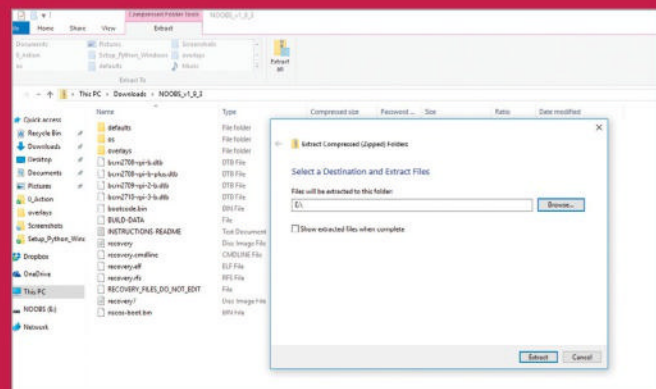 Compressed Folder Tools NOOBS_v1_9_3
Home Share View Extract
Documents Pictures Screenshots
0_Action Setup_Python_Windows overlays
os defaults Music
Extract all
Extract To
This PC > Downloads > NOOBS_v1_9_3
Name Type Compressed size Password ... Size Ratio Date modified
Quick access
Recycle Bin
Downloads
Desktop
Documents
Pictures
0_Action
overlays
Screenshots
Setup_Python_Wind
Dropbox
OneDrive
This PC
NOOBS (E:)
Network
defaults File folder
os File folder
overlays File folder
bcm2708-rpi-b.dtb DTB File
bcm2708-rpi-b-plus.dtb DTB File
bcm2709-rpi-2-b.dtb DTB File
bcm2710-rpi-3-b.dtb DTB File
bootcode.bin BIN File
BUILD-DATA File
INSTRUCTIONS-README Text Document
recovery Disc Image File
recovery.cmdline CMDLINE File
recovery.elf ELF File
recovery.rfs RFS File
RECOVERY_FILES_DO_NOT_EDIT File
recovery7 Disc Image File
riscos-boot.bin BIN File
Extract Compressed (Zipped) Folders
Select a Destination and Extract Files
Files will be extracted to this folder:
E:\
Browse...
Show extracted files when complete
Extract Cancel